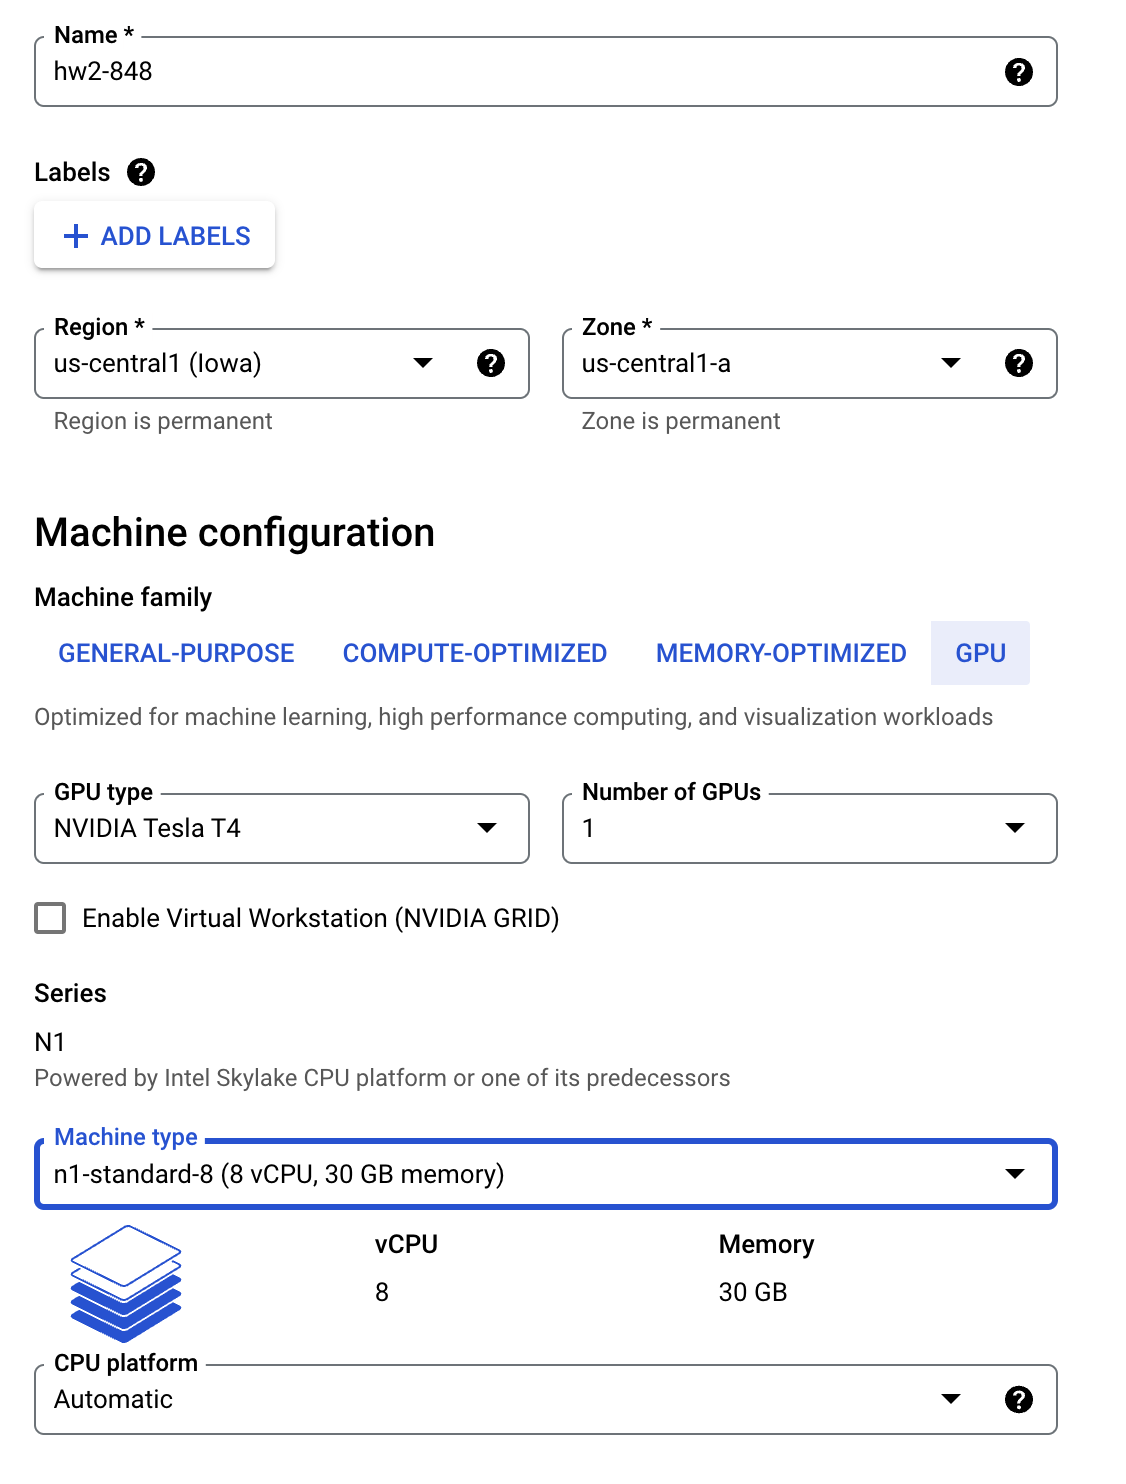 Name *
hw2-848
Labels
ADD LABELS
Region *
us-central1 (Iowa)
Region is permanent
Zone *
us-central1-a
Zone is permanent
Machine configuration
Machine family
GENERAL-PURPOSE COMPUTE-OPTIMIZED MEMORY-OPTIMIZED GPU
Optimized for machine learning, high performance computing, and visualization workloads
GPU type
NVIDIA Tesla T4
Number of GPUs
1
Enable Virtual Workstation (NVIDIA GRID)
Series
N1
Powered by Intel Skylake CPU platform or one of its predecessors
Machine type
n1-standard-8 (8 vCPU, 30 GB memory)
vCPU
8
Memory
30 GB
CPU platform
Automatic